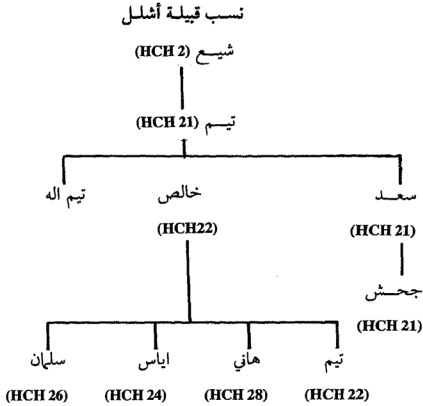 نسب قبيلة أشلل
شيع (HCH 2)
تيم (HCH 21)
سعد خالص تيم اله
(HCH 21) (HCH22)
جحش
(HCH 21)
تيم هاني اياس سلمان
(HCH 22) (HCH 28) (HCH 24) (HCH 26)